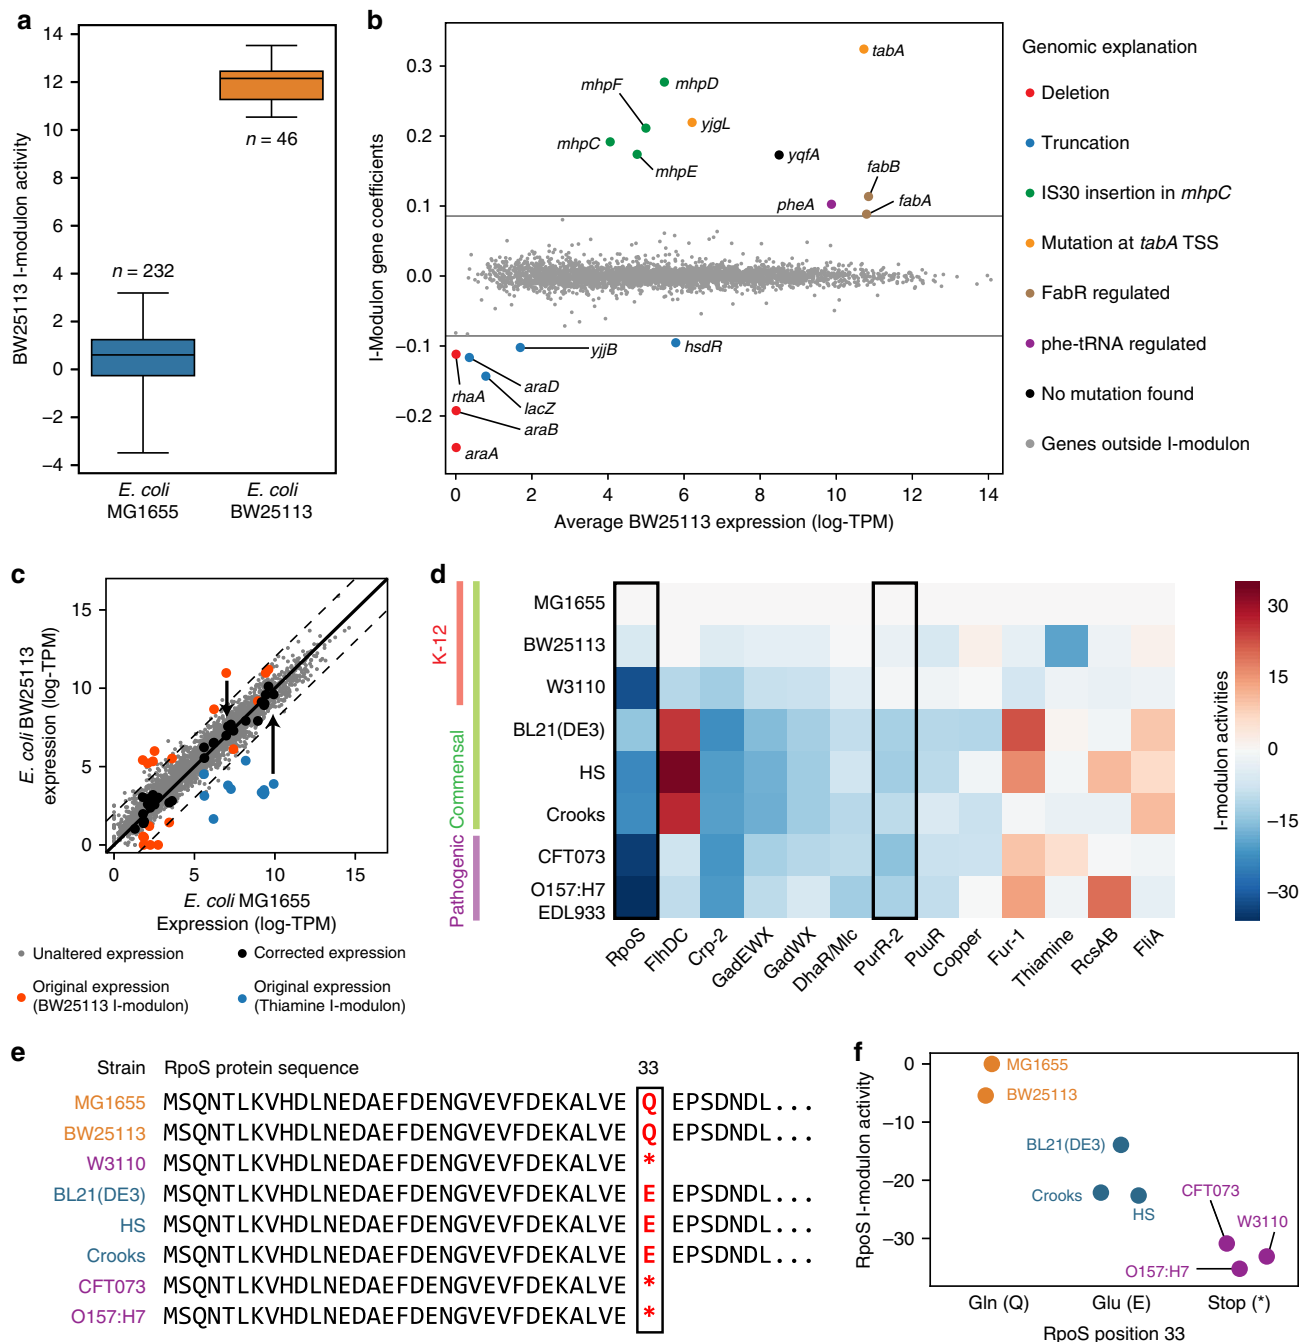 a
BW25113 I-modulon activity
14
12
10
8
6
4
2
0
−2
−4
n = 232
n = 46
E. coli
MG1655
E. coli
BW25113
b
I-Modulon gene coefficients
0.3
0.2
0.1
0.0
−0.1
−0.2
tabA
mhpF
mhpD
yjgL
mhpC
mhpE
yqfA
fabB
pheA
fabA
yjjB
hsdR
rhaA
araD
lacZ
araB
araA
0 2 4 6 8 10 12 14
Average BW25113 expression (log-TPM)
Genomic explanation
Deletion
Truncation
IS30 insertion in mhpC
Mutation at tabA TSS
FabR regulated
phe-tRNA regulated
No mutation found
Genes outside I-modulon
c
E. coli BW25113
expression (log-TPM)
15
10
5
0
0 5 10 15
E. coli MG1655
Expression (log-TPM)
Unaltered expression
Corrected expression
Original expression
(BW25113 I-modulon)
Original expression
(Thiamine I-modulon)
d
K-12
Commensal
Pathogenic
MG1655
BW25113
W3110
BL21(DE3)
HS
Crooks
CFT073
O157:H7
EDL933
RpoS
FlhDC
Crp-2
GadEWX
GadWX
DhaR/Mlc
PurR-2
PuuR
Copper
Fur-1
Thiamine
RcsAB
FliA
I-modulon activities
30
15
0
−15
−30
e
Strain RpoS protein sequence 33
MG1655 MSQNTLKVHDLNEDAEFDENGVEVFDEKALVE Q EPSDNDL...
BW25113 MSQNTLKVHDLNEDAEFDENGVEVFDEKALVE Q EPSDNDL...
W3110 MSQNTLKVHDLNEDAEFDENGVEVFDEKALVE *
BL21(DE3) MSQNTLKVHDLNEDAEFDENGVEVFDEKALVE E EPSDNDL...
HS MSQNTLKVHDLNEDAEFDENGVEVFDEKALVE E EPSDNDL...
Crooks MSQNTLKVHDLNEDAEFDENGVEVFDEKALVE E EPSDNDL...
CFT073 MSQNTLKVHDLNEDAEFDENGVEVFDEKALVE *
O157:H7 MSQNTLKVHDLNEDAEFDENGVEVFDEKALVE *
f
RpoS I-modulon activity
0
−10
−20
−30
MG1655
BW25113
BL21(DE3)
Crooks
HS
CFT073
W3110
O157:H7
Gln (Q) Glu (E) Stop (*)
RpoS position 33